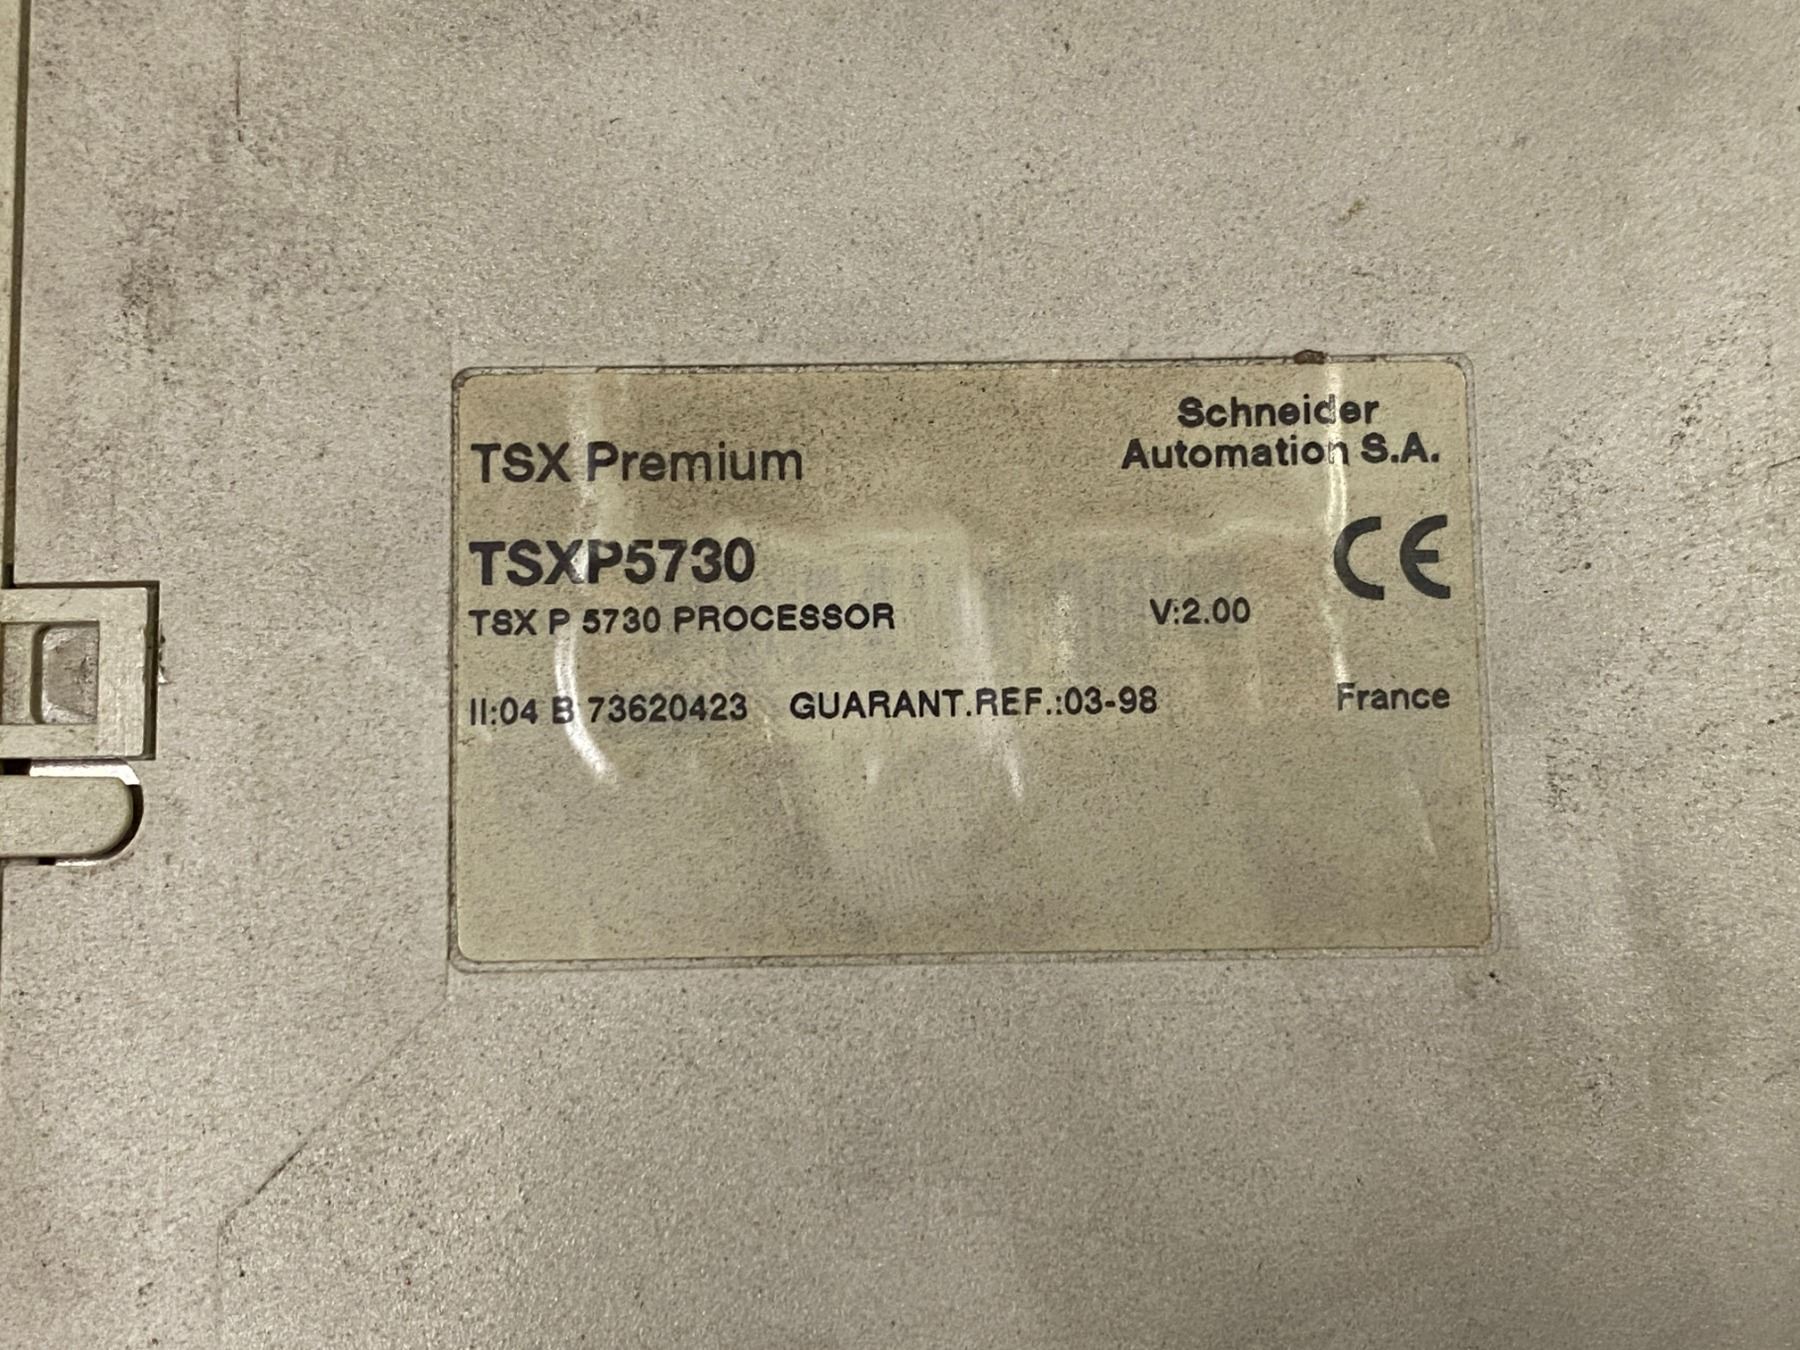 Schneider
Automation S.A.
TSX Premium
TSXP5730
CE
TSX P 5730 PROCESSOR V:2.00
II:04 B 73620423 GUARANT.REF.:03-98 France